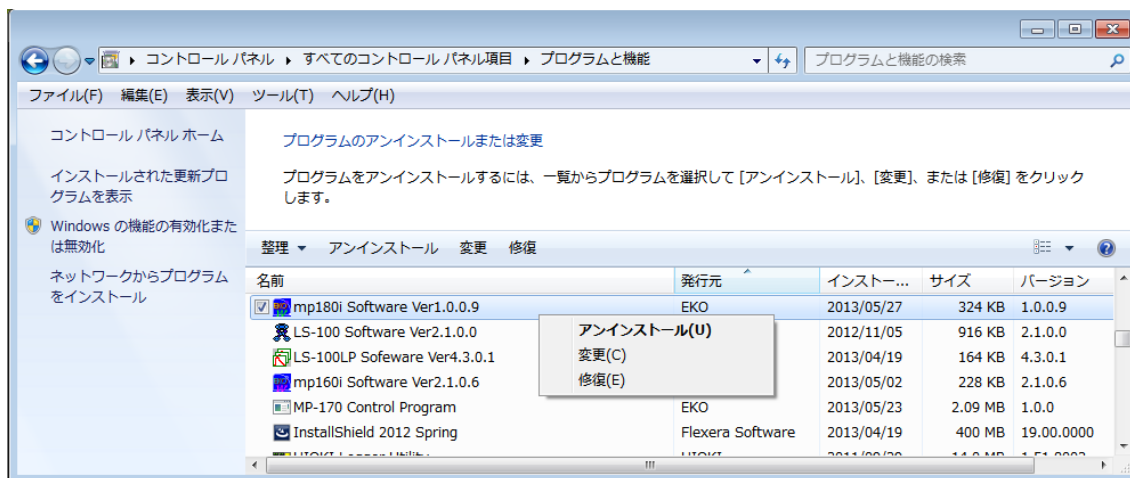 コントロール パネル ▸ すべてのコントロール パネル項目 ▸ プログラムと機能
プログラムと機能の検索
ファイル(F) 編集(E) 表示(V) ツール(T) ヘルプ(H)
コントロール パネル ホーム
インストールされた更新プロ
グラムを表示
Windows の機能の有効化また
は無効化
ネットワークからプログラム
をインストール
プログラムのアンインストールまたは変更
プログラムをアンインストールするには、一覧からプログラムを選択して [アンインストール]、[変更]、または [修復] をクリック
します。
整理 アンインストール 変更 修復
名前 発行元 インストー... サイズ バージョン
mp180i Software Ver1.0.0.9 EKO 2013/05/27 324 KB 1.0.0.9
LS-100 Software Ver2.1.0.0 2012/11/05 916 KB 2.1.0.0
LS-100LP Sofeware Ver4.3.0.1 2013/04/19 164 KB 4.3.0.1
mp160i Software Ver2.1.0.6 2013/05/02 228 KB 2.1.0.6
MP-170 Control Program EKO 2013/05/23 2.09 MB 1.0.0
InstallShield 2012 Spring Flexera Software 2013/04/19 400 MB 19.00.0000
アンインストール(U)
変更(C)
修復(E)